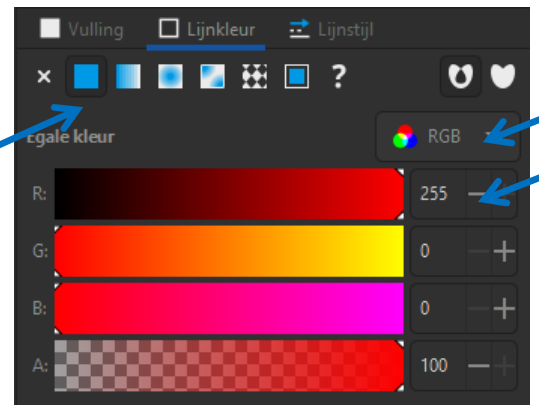 Vulling Lijnkleur Lijnstijl
× ?
Egale kleur RGB
R: 255
G: 0
B: 0
A: 100